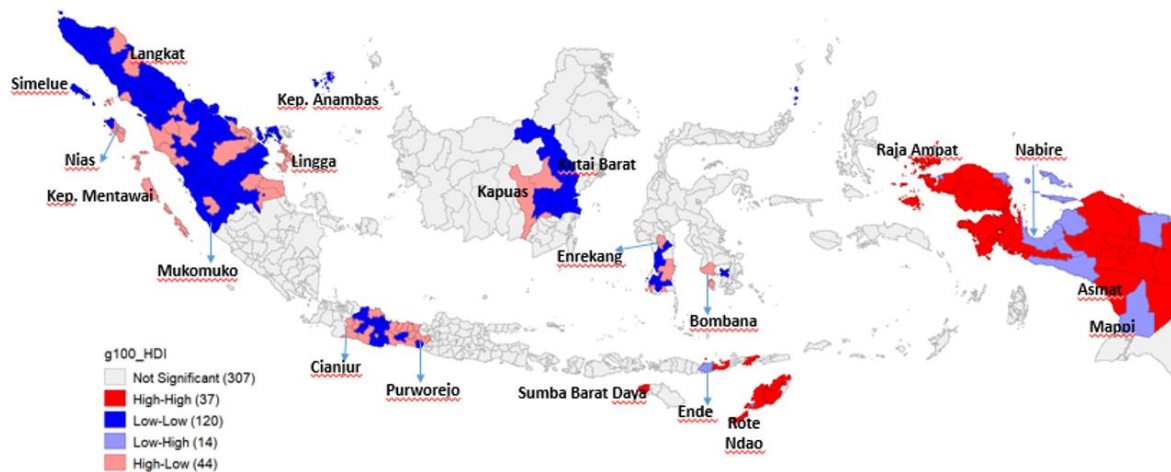 Langkat
Simelue
Kep. Anambas
Nias
Lingga
Kep. Mentawai
Mukomuko
Kapuas
Kutai Barat
Raja Ampat
Nabire
Enrekang
Bombana
Asmat
Mappi
Cianjur
Purworejo
Sumba Barat Daya
Ende
Rote
Ndao
g100_HDI
Not Significant (307)
High-High (37)
Low-Low (120)
Low-High (14)
High-Low (44)